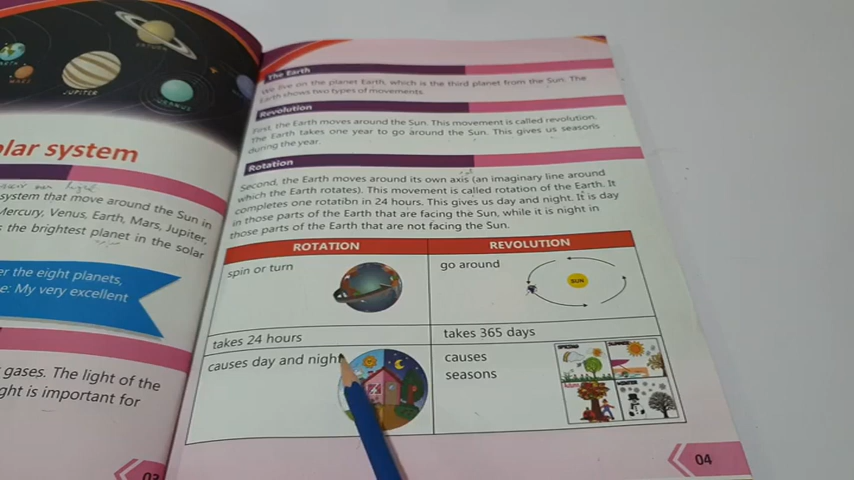 SATURN
JUPITER
URANUS
lar system
system that move around the Sun in
Mercury, Venus, Earth, Mars, Jupiter,
s the brightest planet in the solar
er the eight planets,
e: My very excellent
gases. The light of the
ght is important for
03
The Earth
We live on the planet Earth, which is the third planet from the Sun. The
Earth shows two types of movements.
Revolution
First, the Earth moves around the Sun. This movement is called revolution.
The Earth takes one year to go around the Sun. This gives us seasons
during the year.
Rotation
Second, the Earth moves around its own axis (an imaginary line around
which the Earth rotates). This movement is called rotation of the Earth. It
completes one rotation in 24 hours. This gives us day and night. It is day
in those parts of the Earth that are facing the Sun, while it is night in
those parts of the Earth that are not facing the Sun.
ROTATION REVOLUTION
spin or turn
go around
SUN
takes 24 hours
takes 365 days
causes day and night
causes
seasons
SPRING SUMMER
WINTER
04